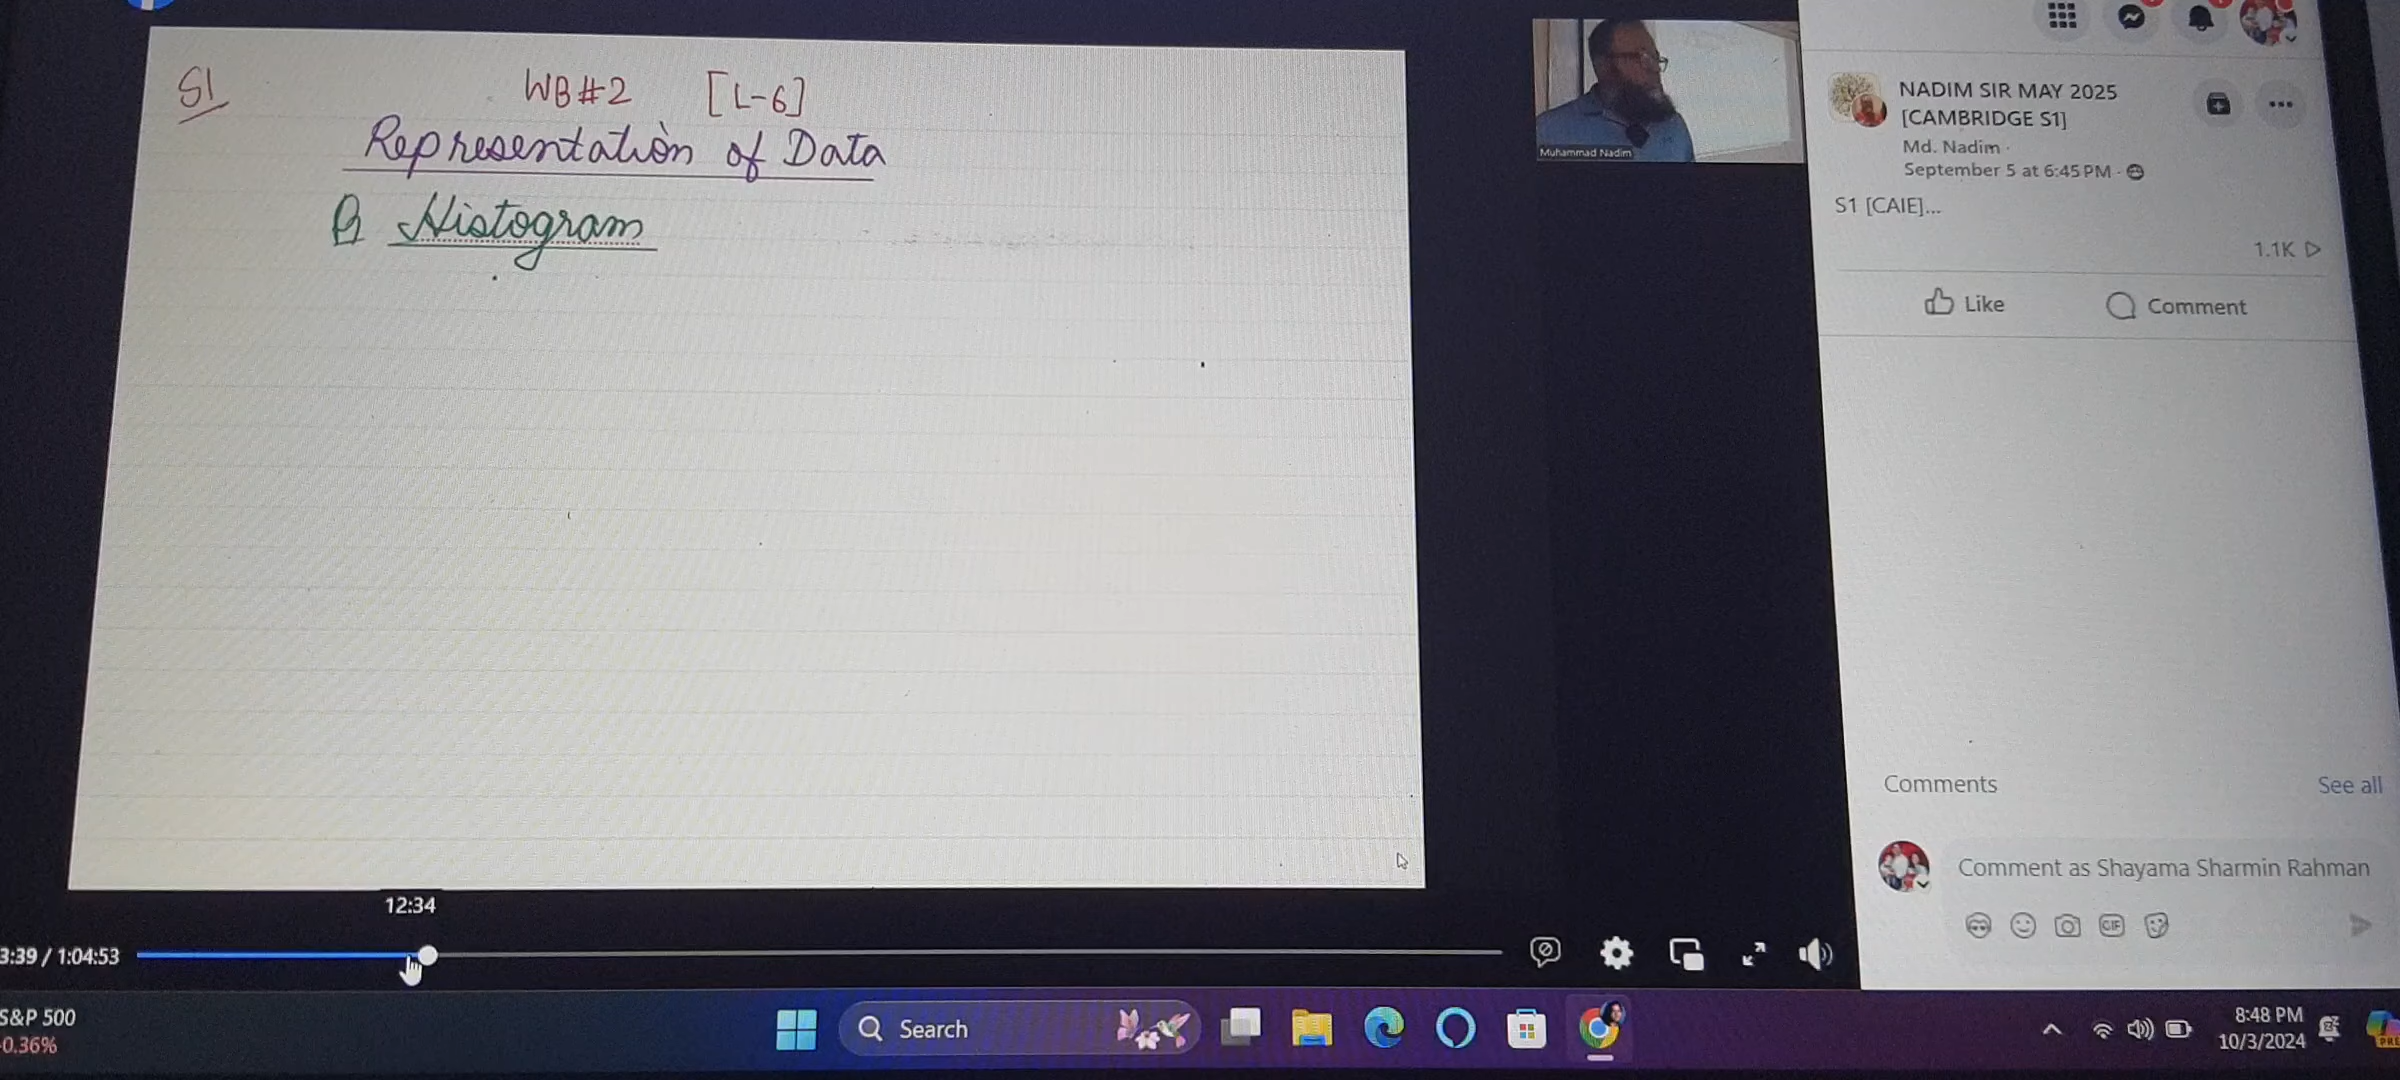 S1 WB#2 [L-6]
Representation of Data
B Histogram
Muhammad Nadim
NADIM SIR MAY 2025
[CAMBRIDGE S1]
Md. Nadim ·
September 5 at 6:45 PM ·
S1 [CAIE]...
1.1K
Like Comment
Comments See all
Comment as Shayama Sharmin Rahman
GIF
12:34
3:39 / 1:04:53
S&P 500
-0.36%
Search
8:48 PM
10/3/2024
PRE